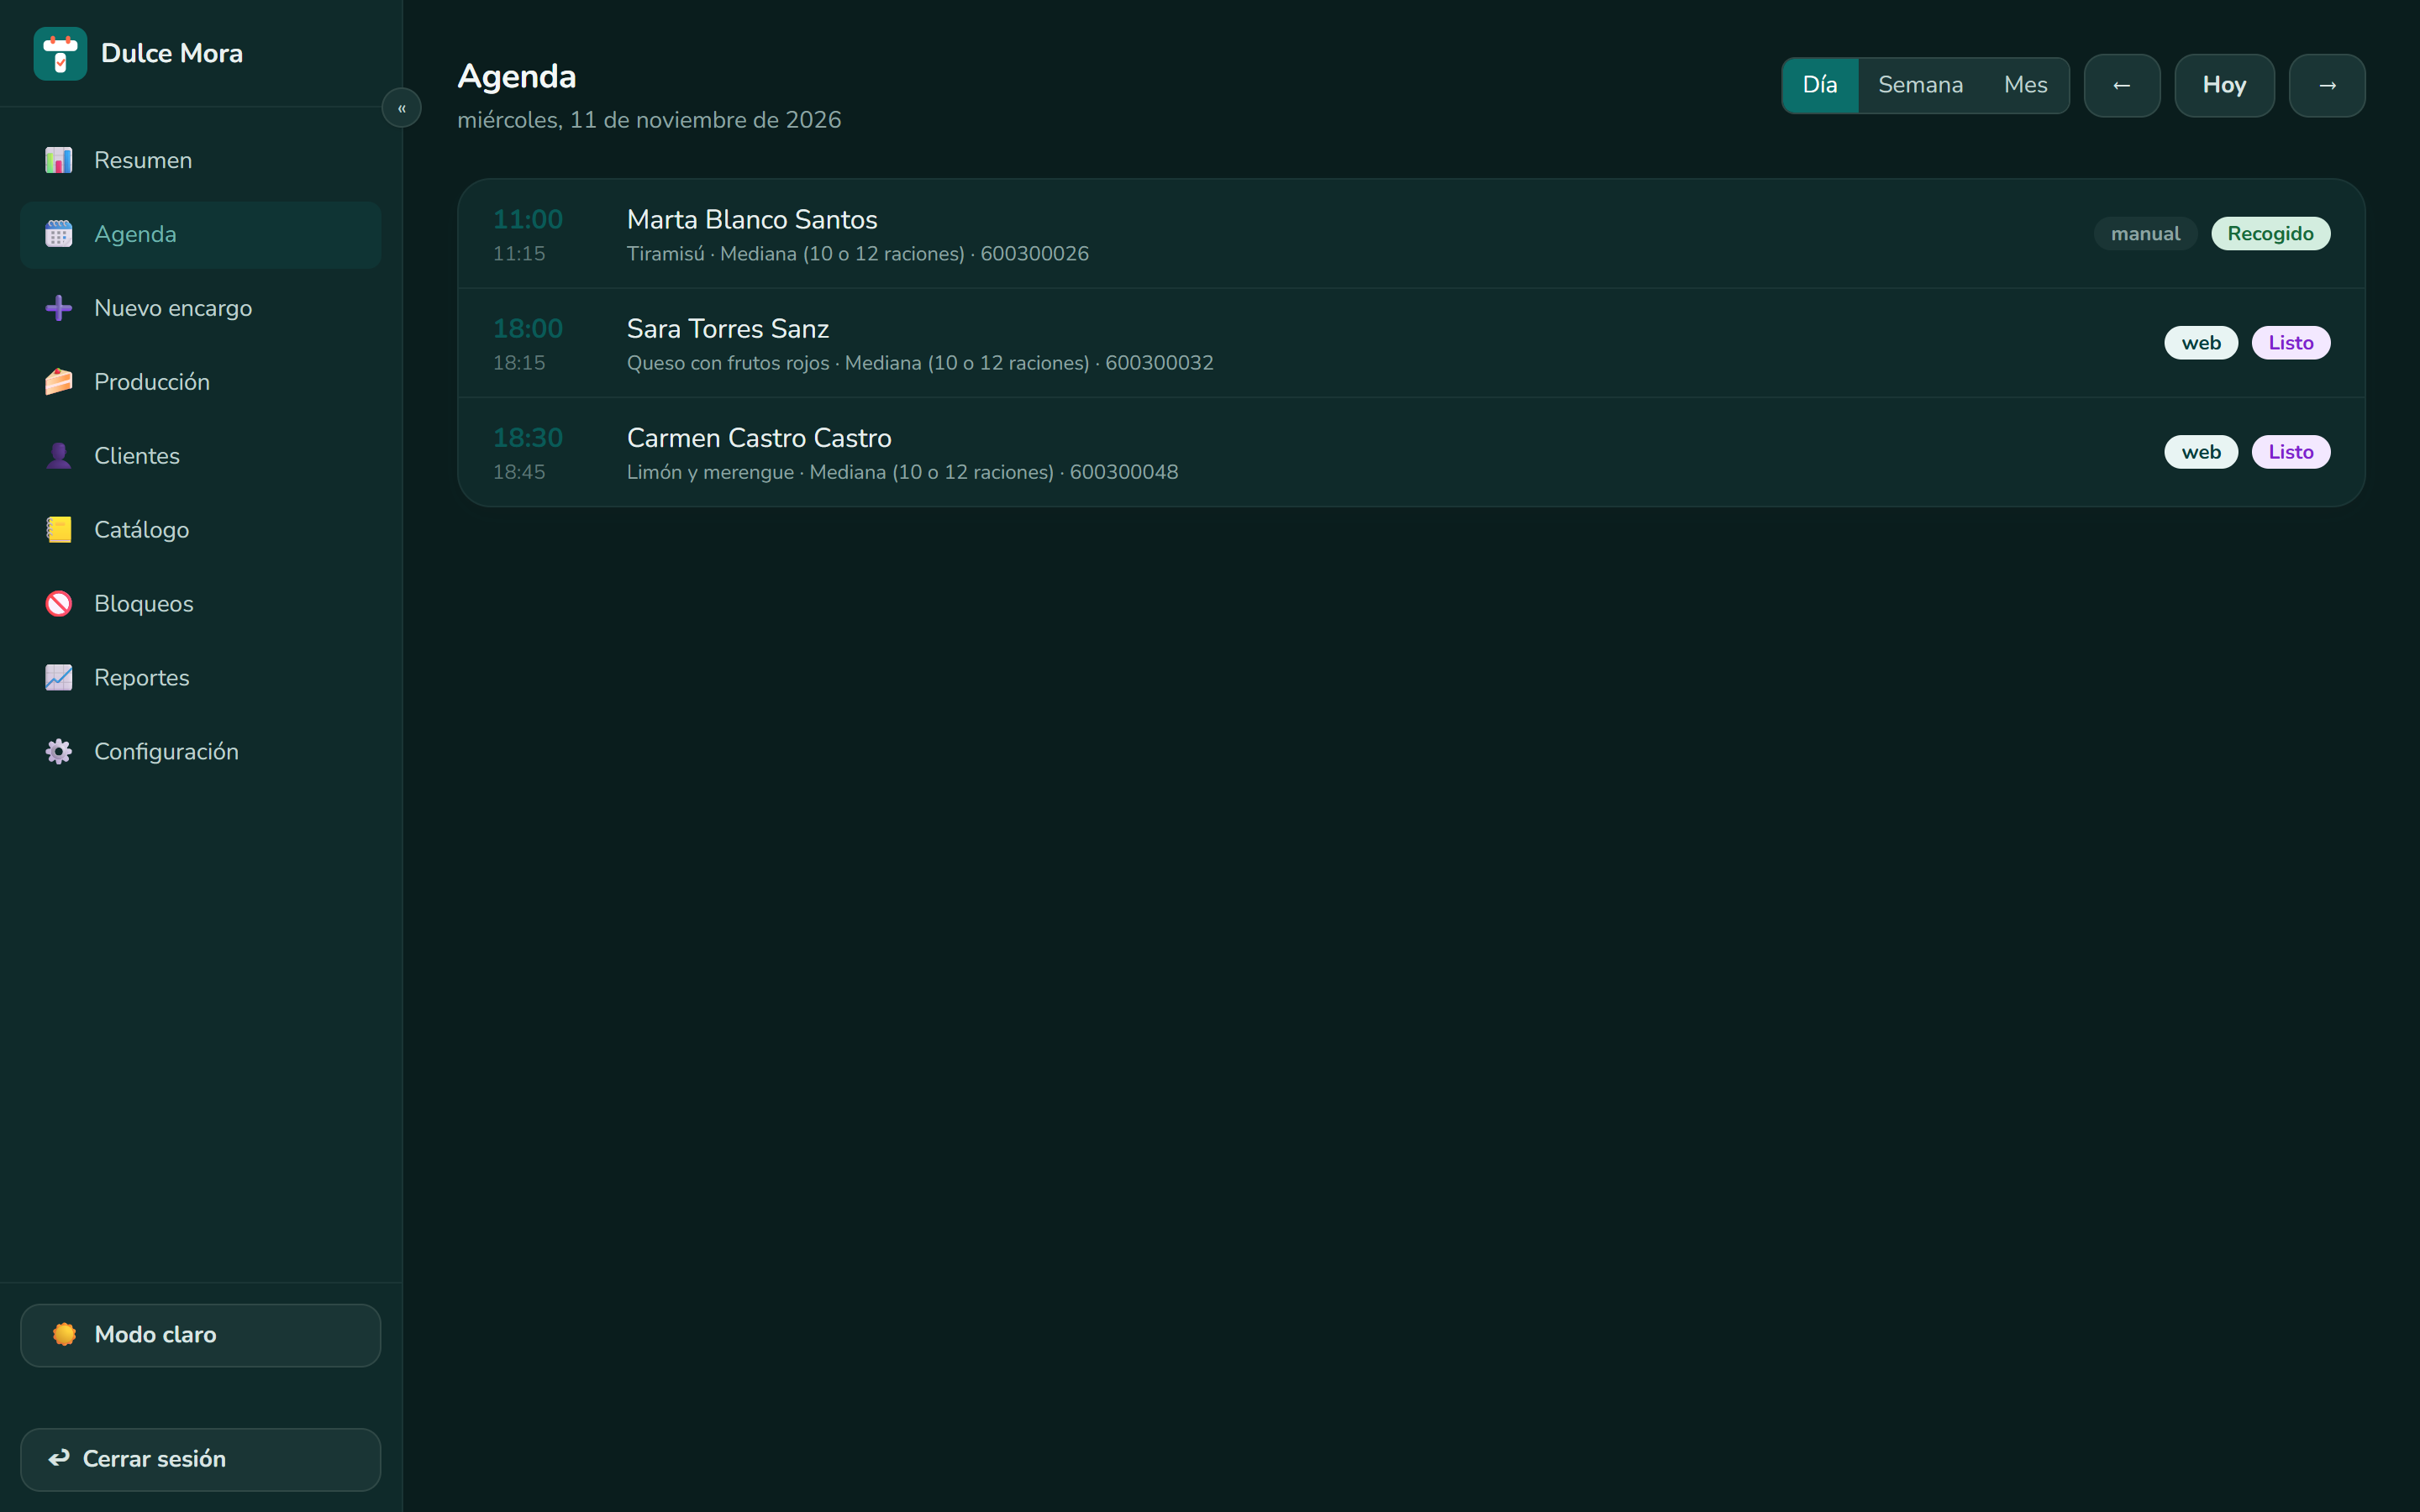 Dulce Mora
«
Resumen
Agenda
Nuevo encargo
Producción
Clientes
Catálogo
Bloqueos
Reportes
Configuración
Modo claro
Cerrar sesión
Agenda
miércoles, 11 de noviembre de 2026
Día Semana Mes ← Hoy →
11:00 Marta Blanco Santos
11:15 Tiramisú · Mediana (10 o 12 raciones) · 600300026
manual Recogido
18:00 Sara Torres Sanz
18:15 Queso con frutos rojos · Mediana (10 o 12 raciones) · 600300032
web Listo
18:30 Carmen Castro Castro
18:45 Limón y merengue · Mediana (10 o 12 raciones) · 600300048
web Listo